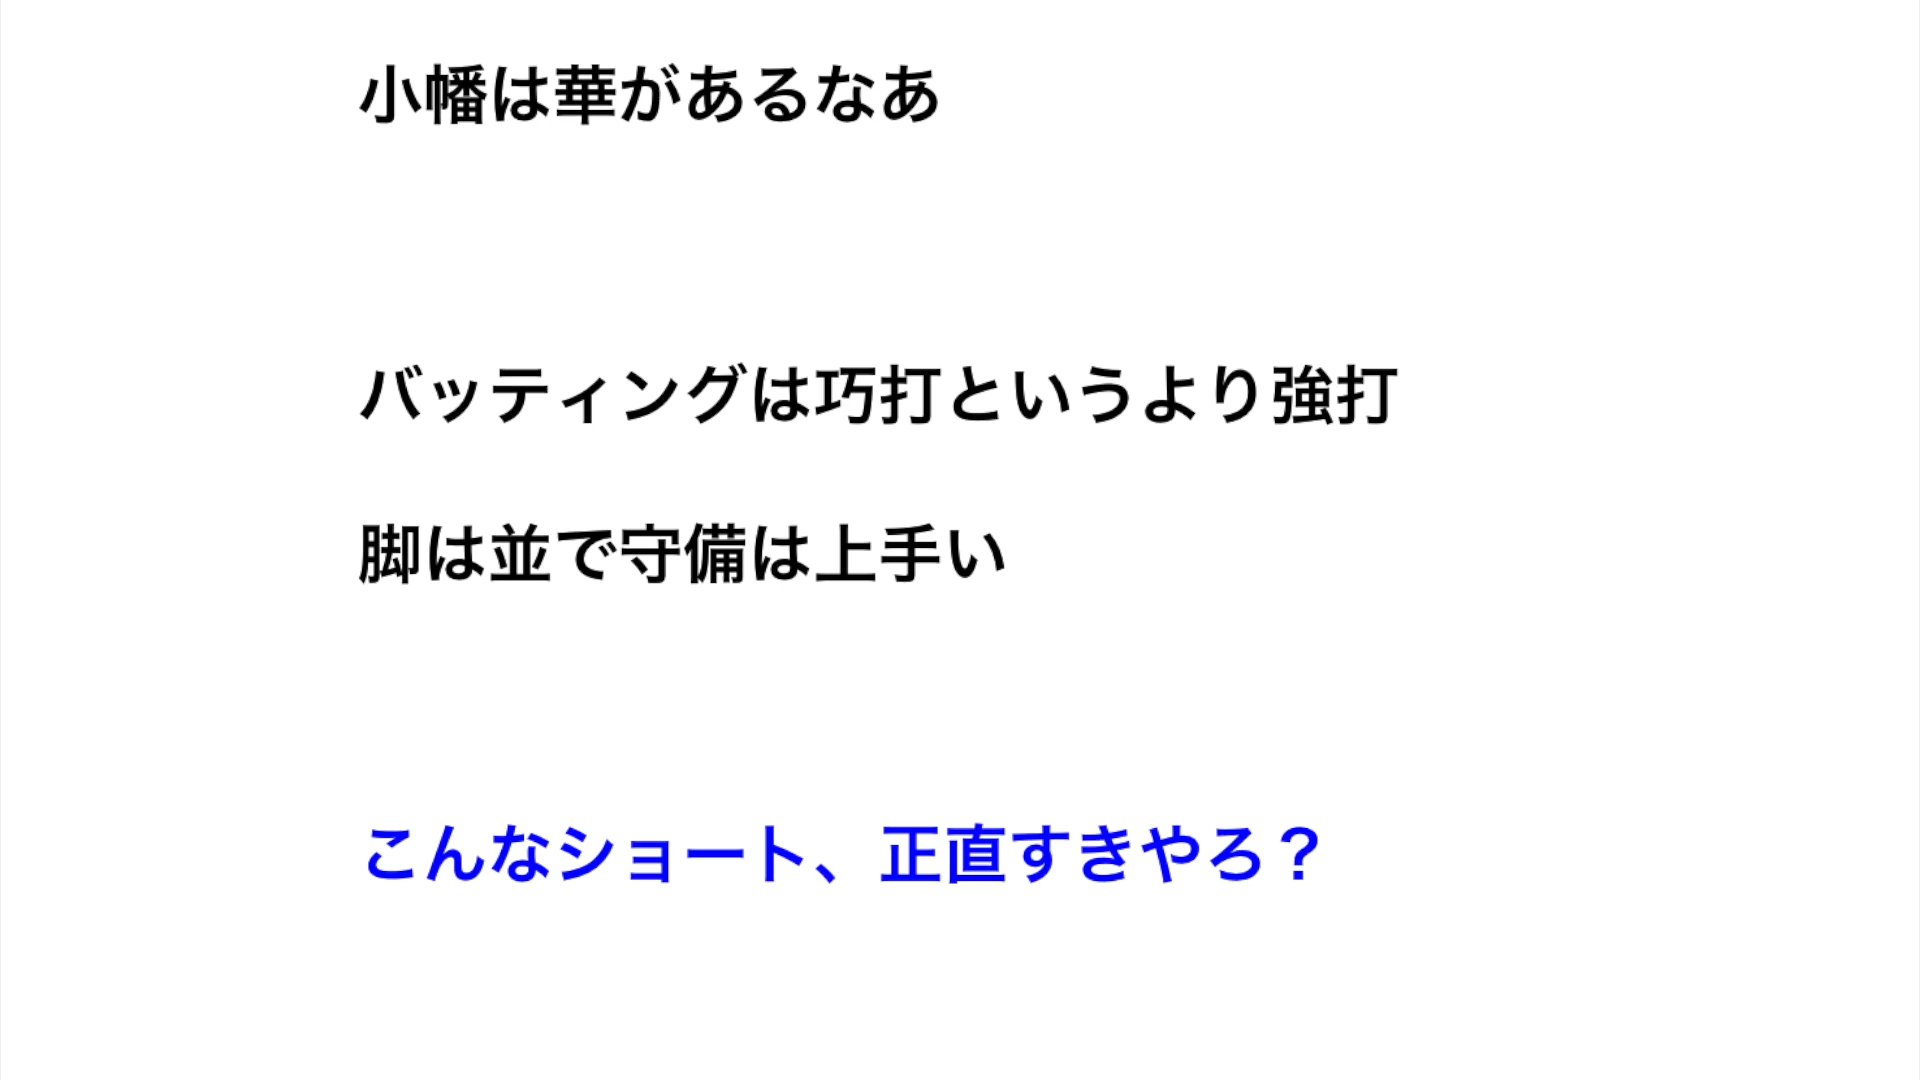 小幡は華があるなあ
バッティングは巧打というより強打
脚は並で守備は上手い
こんなショート、正直すきやろ？